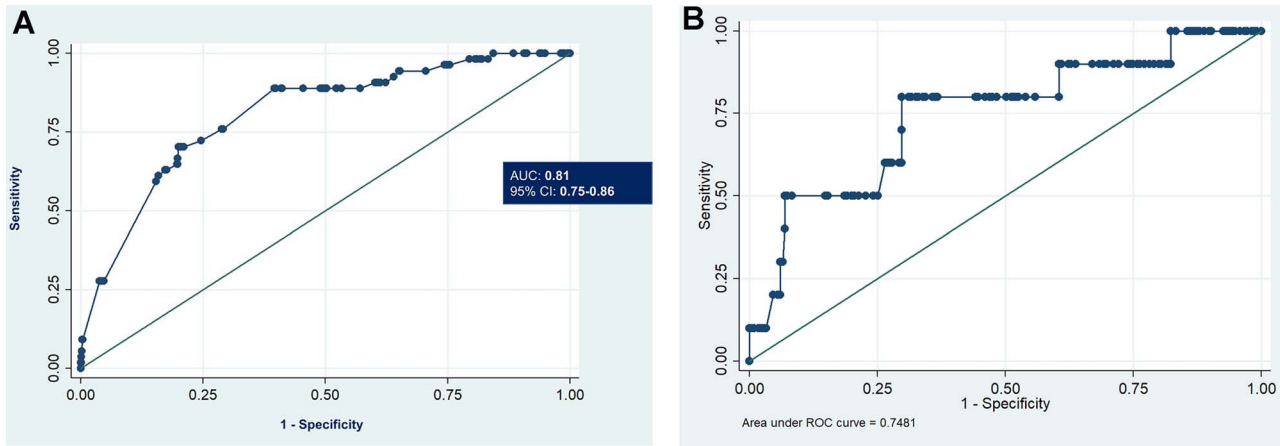 A
1.00
0.75
0.50
0.25
0.00
Sensitivity
0.00 0.25 0.50 0.75 1.00
1 - Specificity
AUC: 0.81
95% CI: 0.75-0.86
B
1.00
0.75
0.50
0.25
0.00
Sensitivity
0.00 0.25 0.50 0.75 1.00
1 - Specificity
Area under ROC curve = 0.7481